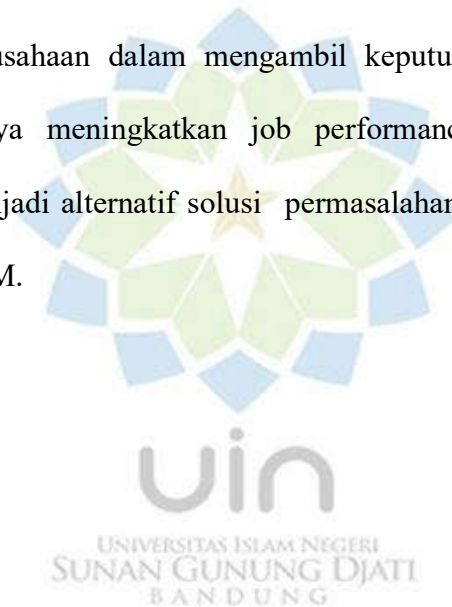 usahaan dalam mengambil keputu
ya meningkatkan job performanc
jadi alternatif solusi permasalahan
M.
uin
UNIVERSITAS ISLAM NEGERI
SUNAN GUNUNG DJATI
BANDUNG